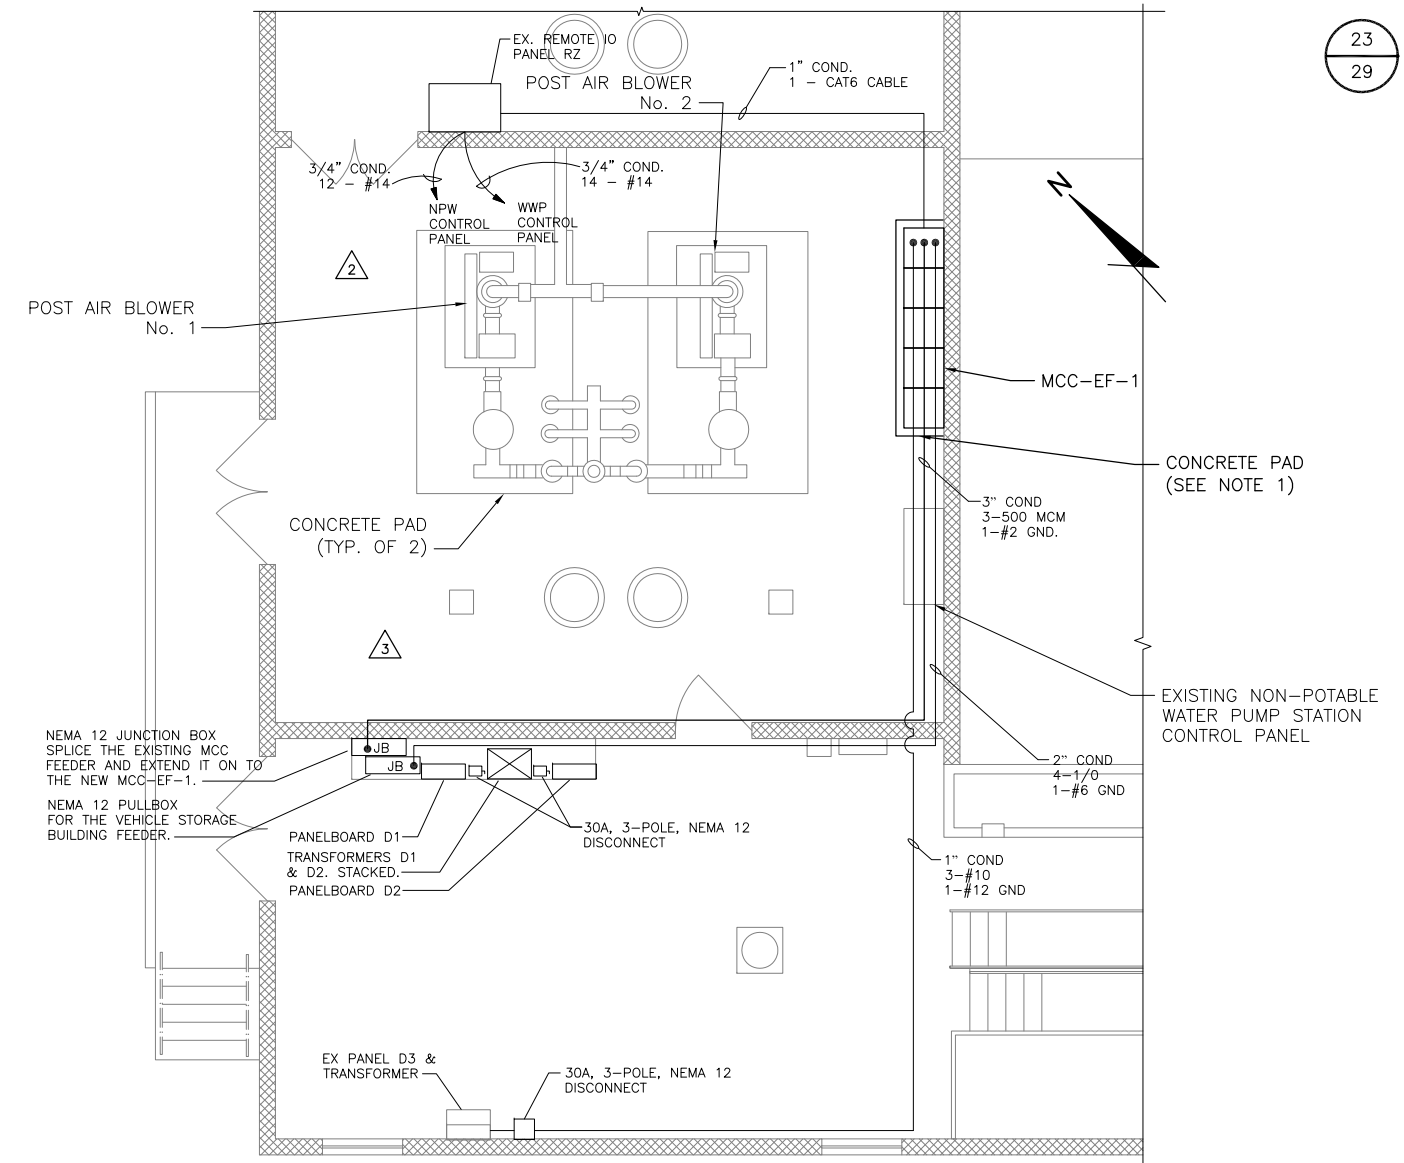 23
29
EX. REMOTE IO
PANEL RZ
POST AIR BLOWER
No. 2
1" COND.
1 - CAT6 CABLE
3/4" COND.
12 - #14
3/4" COND.
14 - #14
NPW
CONTROL
PANEL
WWP
CONTROL
PANEL
N
2
POST AIR BLOWER
No. 1
MCC-EF-1
CONCRETE PAD
(SEE NOTE 1)
3" COND
3-500 MCM
1-#2 GND.
CONCRETE PAD
(TYP. OF 2)
3
EXISTING NON-POTABLE
WATER PUMP STATION
CONTROL PANEL
NEMA 12 JUNCTION BOX
SPLICE THE EXISTING MCC
FEEDER AND EXTEND IT ON TO
THE NEW MCC-EF-1.
JB
JB
2" COND
4-1/0
1-#6 GND
NEMA 12 PULLBOX
FOR THE VEHICLE STORAGE
BUILDING FEEDER.
PANELBOARD D1
30A, 3-POLE, NEMA 12
DISCONNECT
TRANSFORMERS D1
& D2. STACKED.
PANELBOARD D2
1" COND
3-#10
1-#12 GND
EX PANEL D3 &
TRANSFORMER
30A, 3-POLE, NEMA 12
DISCONNECT